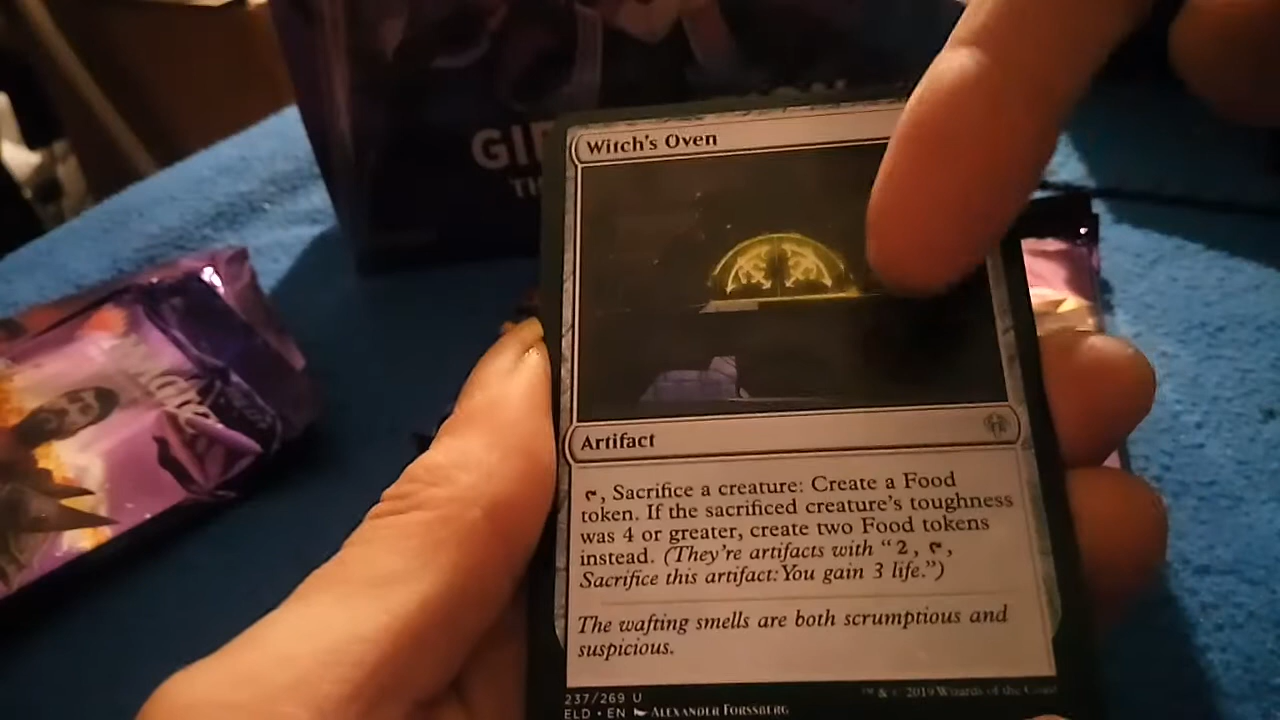 GI
Witch's Oven
Artifact
, Sacrifice a creature: Create a Food
token. If the sacrificed creature's toughness
was 4 or greater, create two Food tokens
instead. (They're artifacts with "2, ,
Sacrifice this artifact: You gain 3 life.")
The wafting smells are both scrumptious and
suspicious.
237/269 U
™ & © 2019 Wizards of the Coast
ELD • EN ALEXANDER FORSSBERG